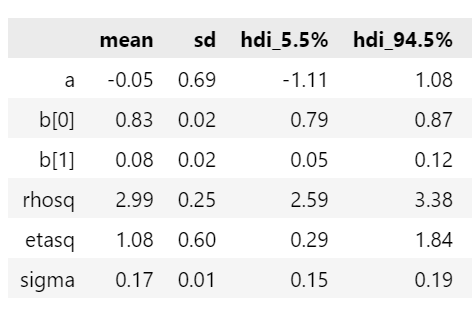 mean sd hdi_5.5% hdi_94.5%
a -0.05 0.69 -1.11 1.08
b[0] 0.83 0.02 0.79 0.87
b[1] 0.08 0.02 0.05 0.12
rhosq 2.99 0.25 2.59 3.38
etasq 1.08 0.60 0.29 1.84
sigma 0.17 0.01 0.15 0.19